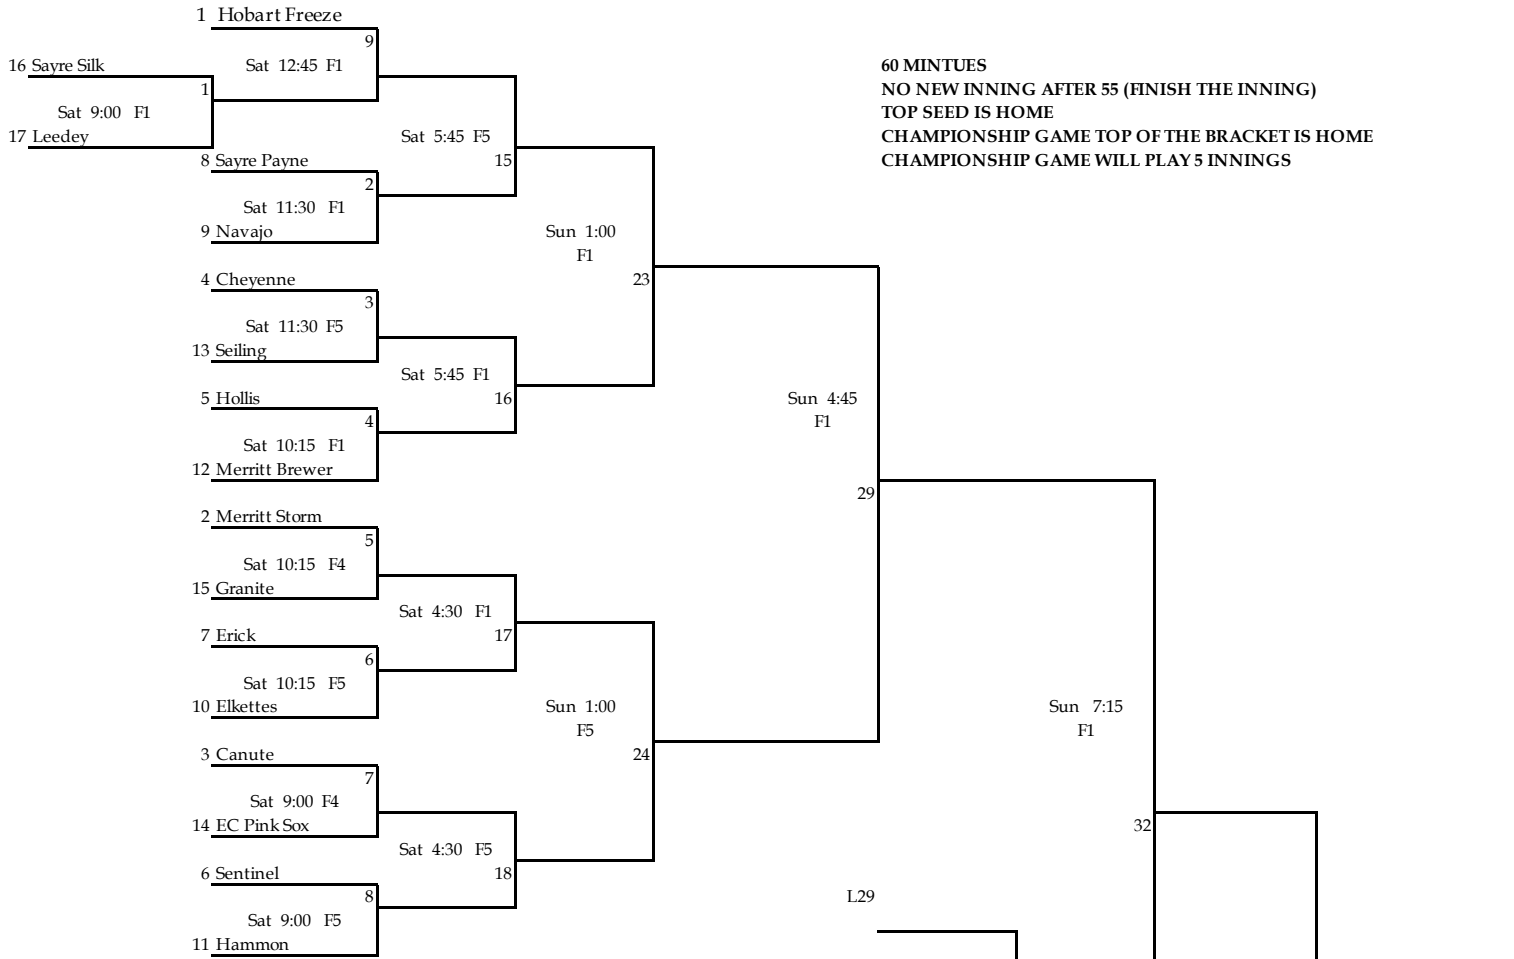 1 Hobart Freeze
9
16 Sayre Silk
Sat 12:45 F1
60 MINTUES
1
NO NEW INNING AFTER 55 (FINISH THE INNING)
Sat 9:00 F1
TOP SEED IS HOME
17 Leedey
Sat 5:45 F5
CHAMPIONSHIP GAME TOP OF THE BRACKET IS HOME
8 Sayre Payne
15
CHAMPIONSHIP GAME WILL PLAY 5 INNINGS
2
Sat 11:30 F1
9 Navajo
Sun 1:00
F1
4 Cheyenne
23
3
Sat 11:30 F5
13 Seiling
Sat 5:45 F1
5 Hollis
16
Sun 4:45
4
F1
Sat 10:15 F1
12 Merritt Brewer
29
2 Merritt Storm
5
Sat 10:15 F4
15 Granite
Sat 4:30 F1
7 Erick
17
6
Sat 10:15 F5
10 Elkettes
Sun 1:00
Sun 7:15
F5
F1
3 Canute
24
7
Sat 9:00 F4
14 EC Pink Sox
32
Sat 4:30 F5
6 Sentinel
18
8
L29
Sat 9:00 F5
11 Hammon